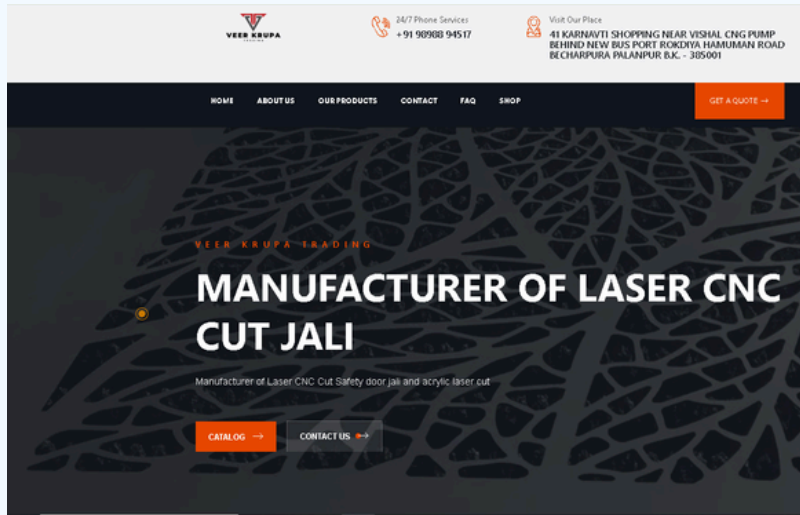 VEER KRUPA
TRADING
24/7 Phone Services
+91 98988 94517
Visit Our Place
41 KARNAVTI SHOPPING NEAR VISHAL CNG PUMP
BEHIND NEW BUS PORT ROKDIYA HAMUMAN ROAD
BECHARPURA PALANPUR B.K. - 385001
HOME
ABOUT US
OUR PRODUCTS
CONTACT
FAQ
SHOP
GET A QUOTE →
VEER KRUPA TRADING
MANUFACTURER OF LASER CNC
CUT JALI
Manufacturer of Laser CNC Cut Safety door jali and acrylic laser cut
CATALOG →
CONTACT US →